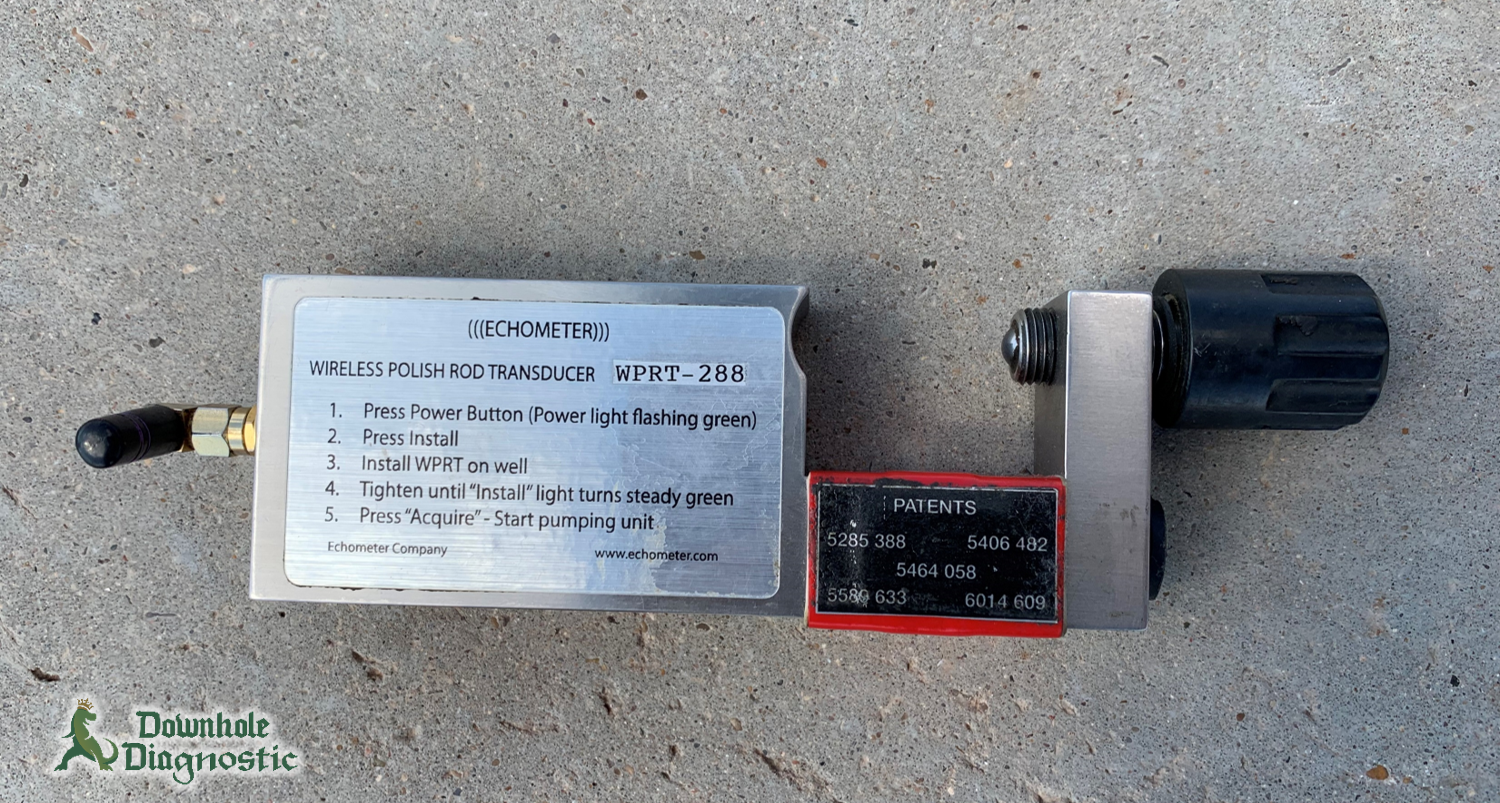 (((ECHOMETER)))
WIRELESS POLISH ROD TRANSDUCER WPRT-288
1. Press Power Button (Power light flashing green)
2. Press Install
3. Install WPRT on well
4. Tighten until "Install" light turns steady green
5. Press "Acquire" - Start pumping unit
Echometer Company www.echometer.com
PATENTS
5285 388 5406 482
5464 058
5589 633 6014 609
Downhole
Diagnostic